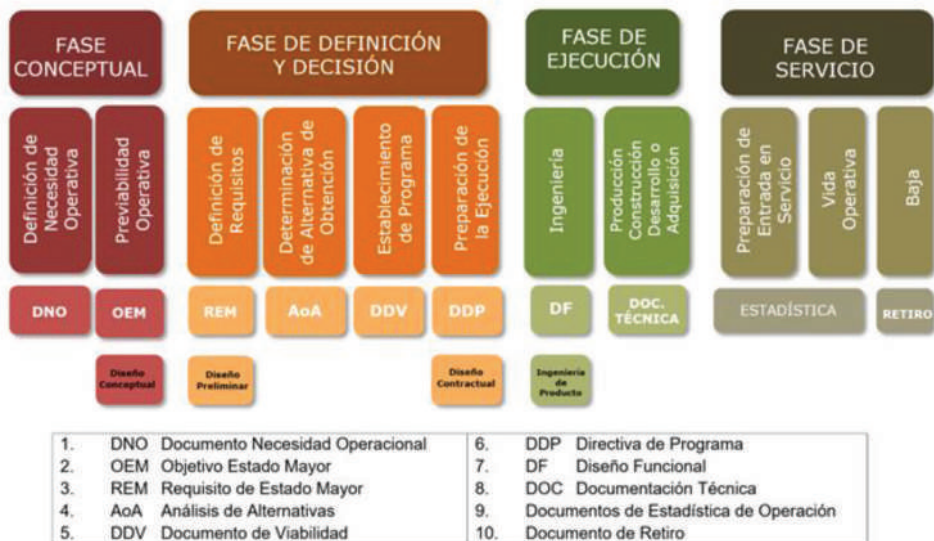 FASE
CONCEPTUAL
FASE DE DEFINICIÓN
Y DECISIÓN
FASE DE
EJECUCIÓN
FASE DE
SERVICIO
Definición de
Necesidad
Operativa
Previabilidad
Operativa
Definición de
Requisitos
Determinación
de Alternativa de
Obtención
Establecimiento
de Programa
Preparación de
la Ejecución
Ingeniería
Producción
Construcción
Desarrollo o
Adquisición
Preparación de
Entrada en
Servicio
Vida
Operativa
Baja
DNO
OEM
REM
AoA
DDV
DDP
DF
DOC.
TÉCNICA
ESTADÍSTICA
RETIRO
Diseño
Conceptual
Diseño
Preliminar
Diseño
Contractual
Ingeniería
de
Producto
1. DNO Documento Necesidad Operacional
2. OEM Objetivo Estado Mayor
3. REM Requisito de Estado Mayor
4. AoA Análisis de Alternativas
5. DDV Documento de Viabilidad
6. DDP Directiva de Programa
7. DF Diseño Funcional
8. DOC Documentación Técnica
9. Documentos de Estadística de Operación
10. Documento de Retiro